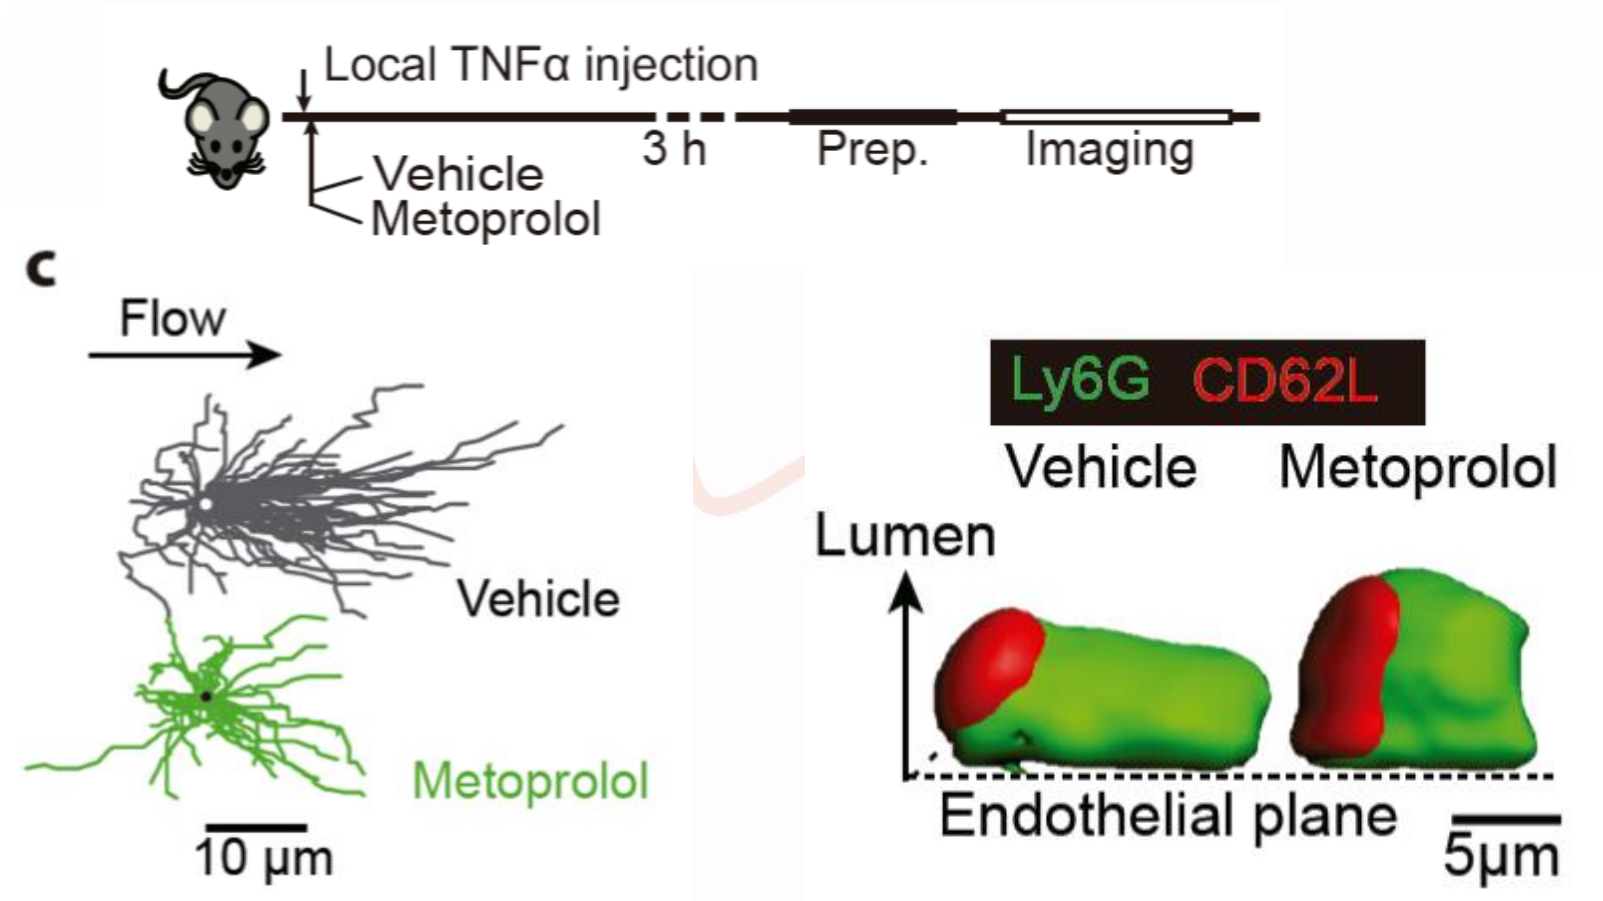 Local TNFα injection
3 h
Prep.
Imaging
Vehicle
Metoprolol
c
Flow
Vehicle
Metoprolol
10 µm
Ly6G CD62L
Vehicle Metoprolol
Lumen
Endothelial plane
5µm